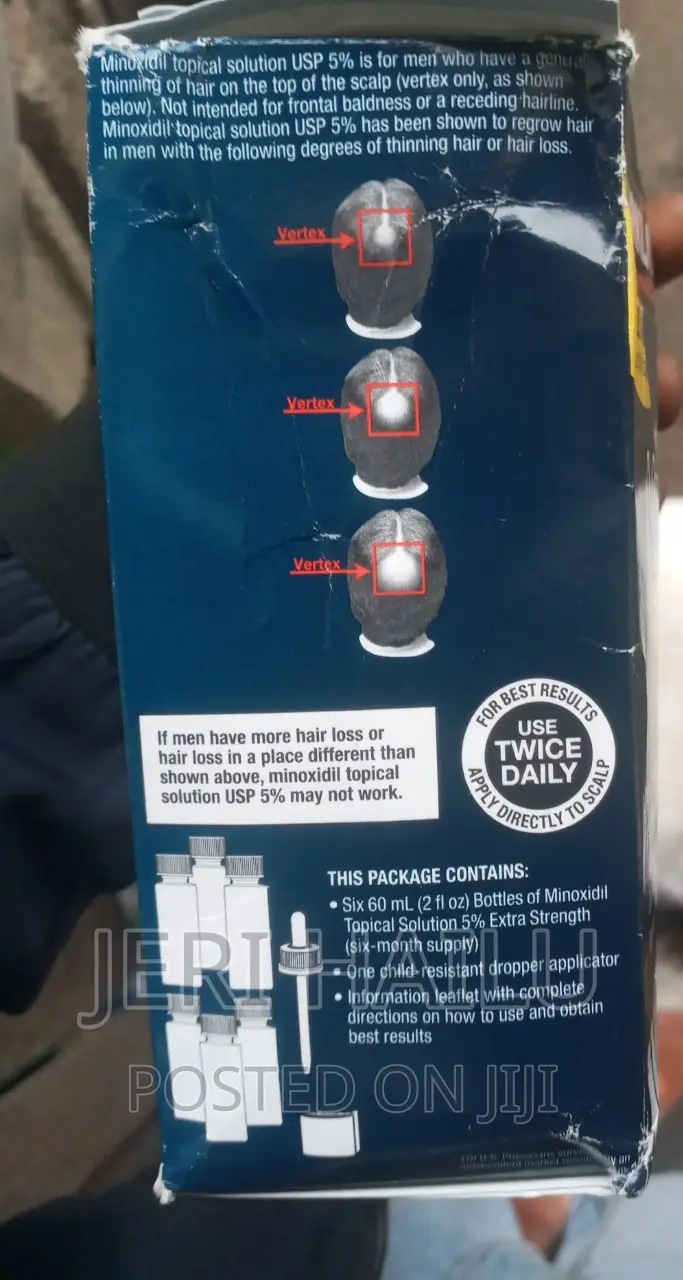 Minoxidil topical solution USP 5% is for men who have a general
thinning of hair on the top of the scalp (vertex only, as shown
below). Not intended for frontal baldness or a receding hairline.
Minoxidil topical solution USP 5% has been shown to regrow hair
in men with the following degrees of thinning hair or hair loss.
Vertex
Vertex
Vertex
If men have more hair loss or
hair loss in a place different than
shown above, minoxidil topical
solution USP 5% may not work.
FOR BEST RESULTS
USE
TWICE
DAILY
APPLY DIRECTLY TO SCALP
THIS PACKAGE CONTAINS:
• Six 60 mL (2 fl oz) Bottles of Minoxidil
Topical Solution 5% Extra Strength
(six-month supply)
• One child-resistant dropper applicator
• Information leaflet with complete
directions on how to use and obtain
best results
JERI HAILU
POSTED ON JIJI